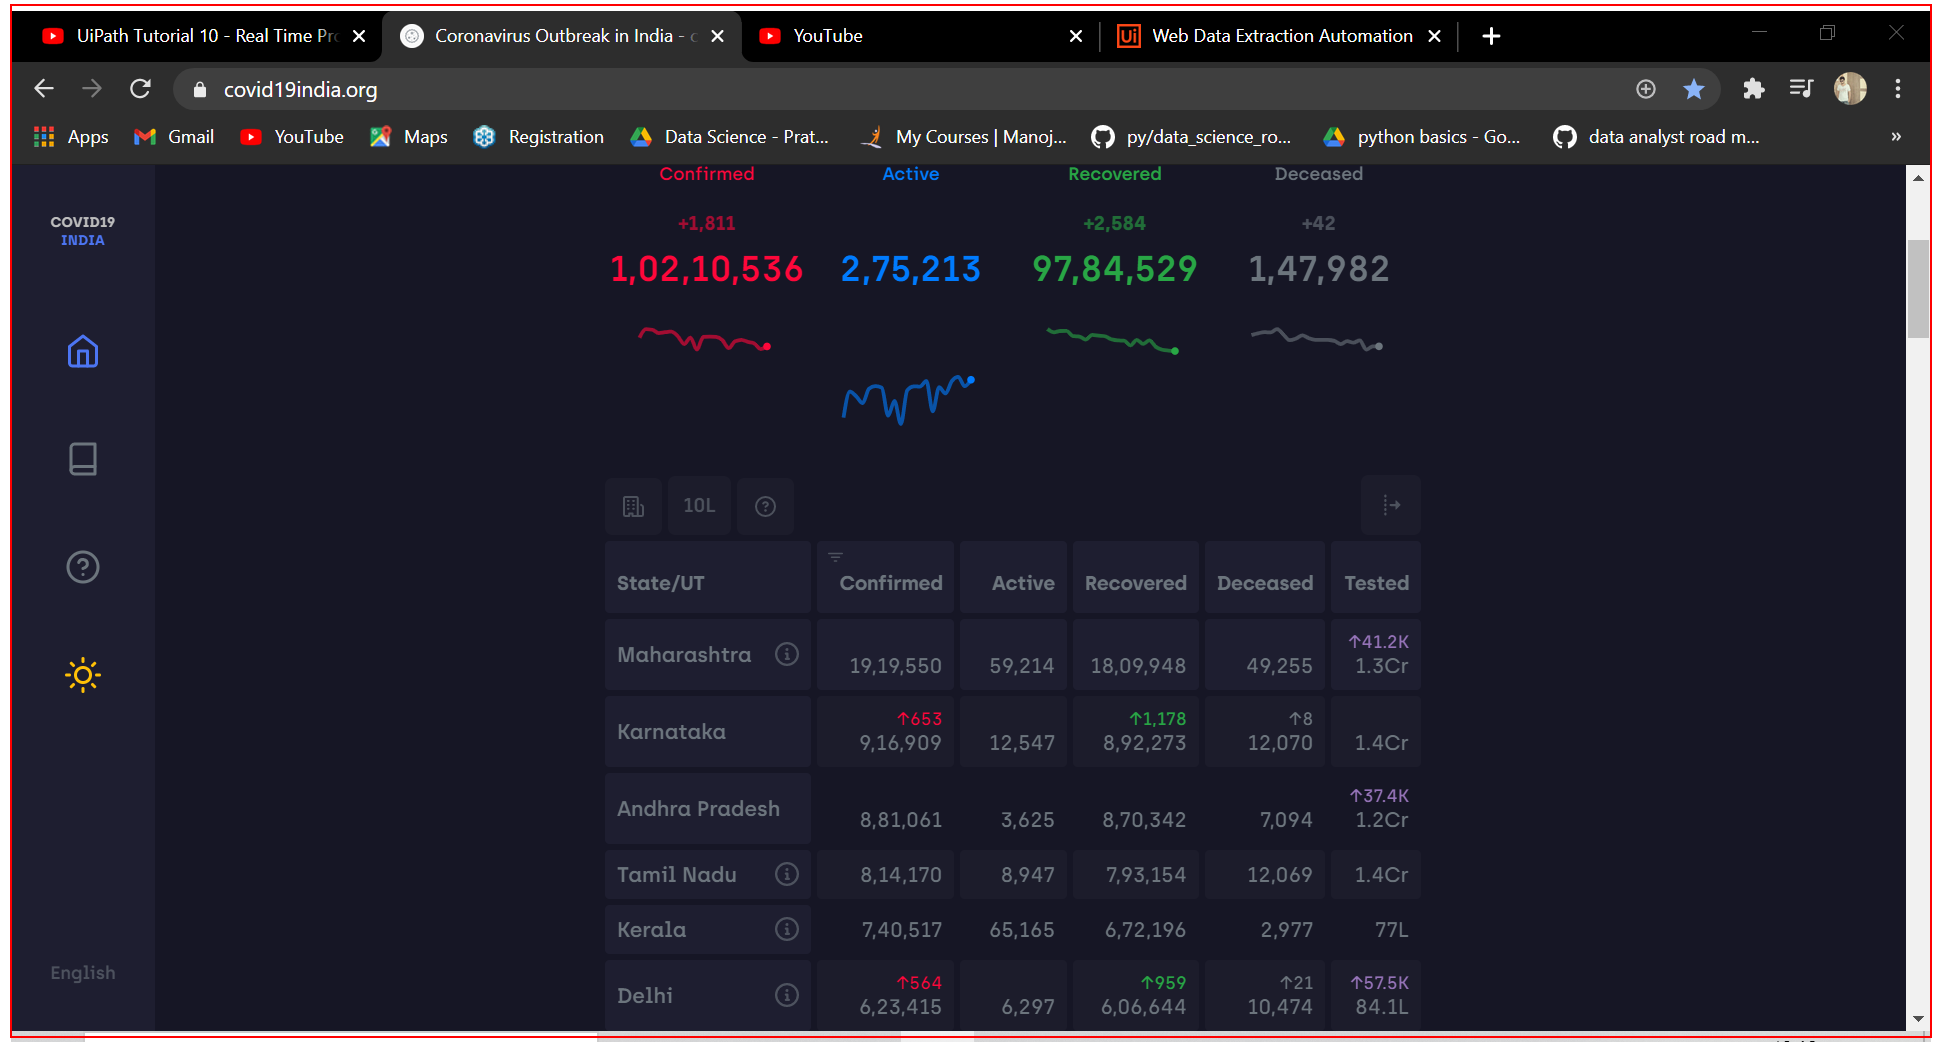 UiPath Tutorial 10 - Real Time Pro
Coronavirus Outbreak in India - c
YouTube
Ui
Web Data Extraction Automation
covid19india.org
Apps
Gmail
YouTube
Maps
Registration
Data Science - Prat...
My Courses | Manoj...
py/data_science_ro...
python basics - Go...
data analyst road m...
»
COVID19
INDIA
English
Confirmed Active Recovered Deceased
+1,811 +2,584 +42
1,02,10,536 2,75,213 97,84,529 1,47,982
10L
State/UT Confirmed Active Recovered Deceased Tested
↑41.2K
Maharashtra 19,19,550 59,214 18,09,948 49,255 1.3Cr
↑653 ↑1,178 ↑8
Karnataka 9,16,909 12,547 8,92,273 12,070 1.4Cr
↑37.4K
Andhra Pradesh 8,81,061 3,625 8,70,342 7,094 1.2Cr
Tamil Nadu 8,14,170 8,947 7,93,154 12,069 1.4Cr
Kerala 7,40,517 65,165 6,72,196 2,977 77L
↑564 ↑959 ↑21 ↑57.5K
Delhi 6,23,415 6,297 6,06,644 10,474 84.1L